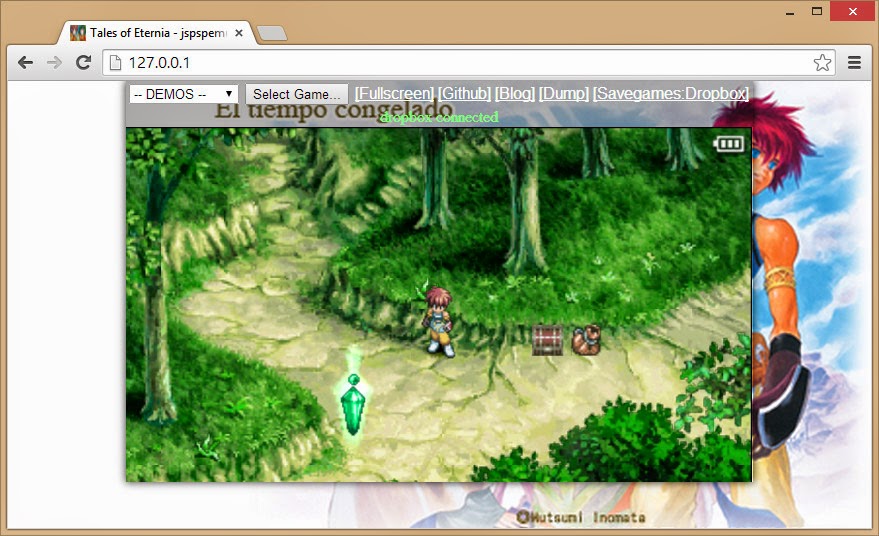 Tales of Eternia - jspspemu
127.0.0.1
-- DEMOS -- Select Game... [Fullscreen] [Github] [Blog] [Dump] [Savegames:Dropbox]
El tiempo congelado
dropbox connected
©Mutsumi Inomata